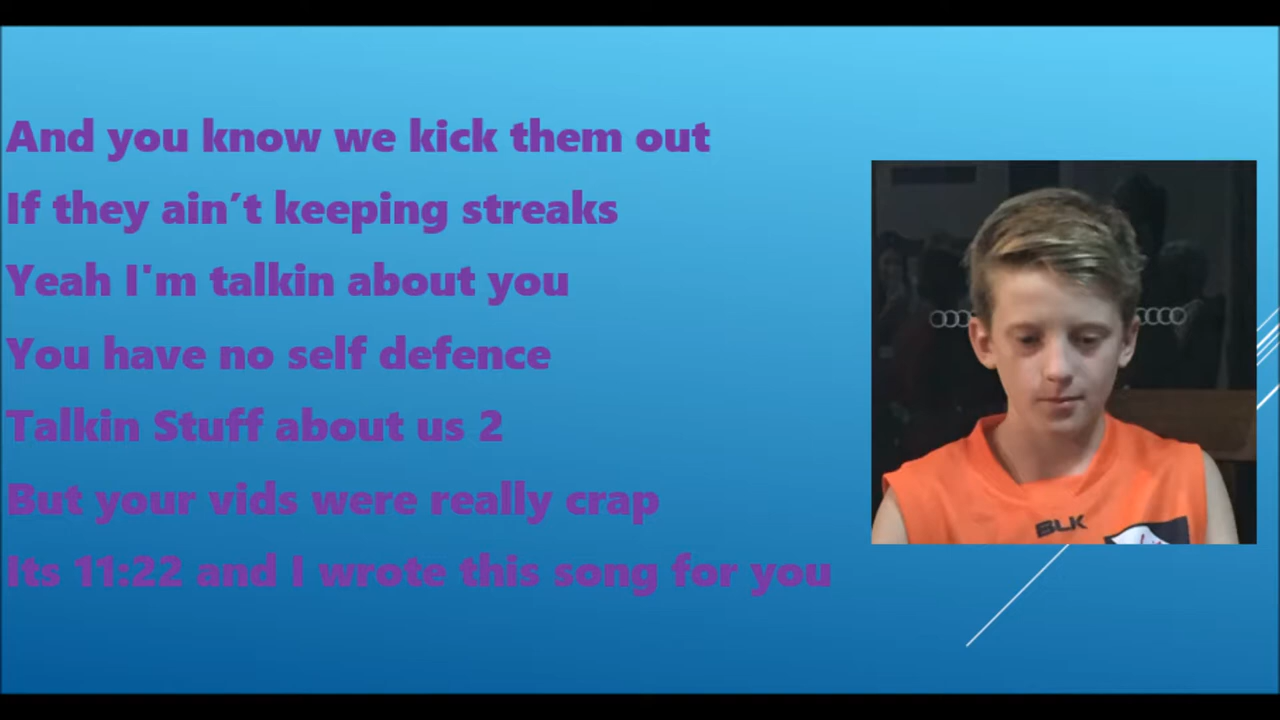 And you know we kick them out
If they ain´t keeping streaks
Yeah I'm talkin about you
You have no self defence
Talkin Stuff about us 2
But your vids were really crap
Its 11:22 and I wrote this song for you
BLK